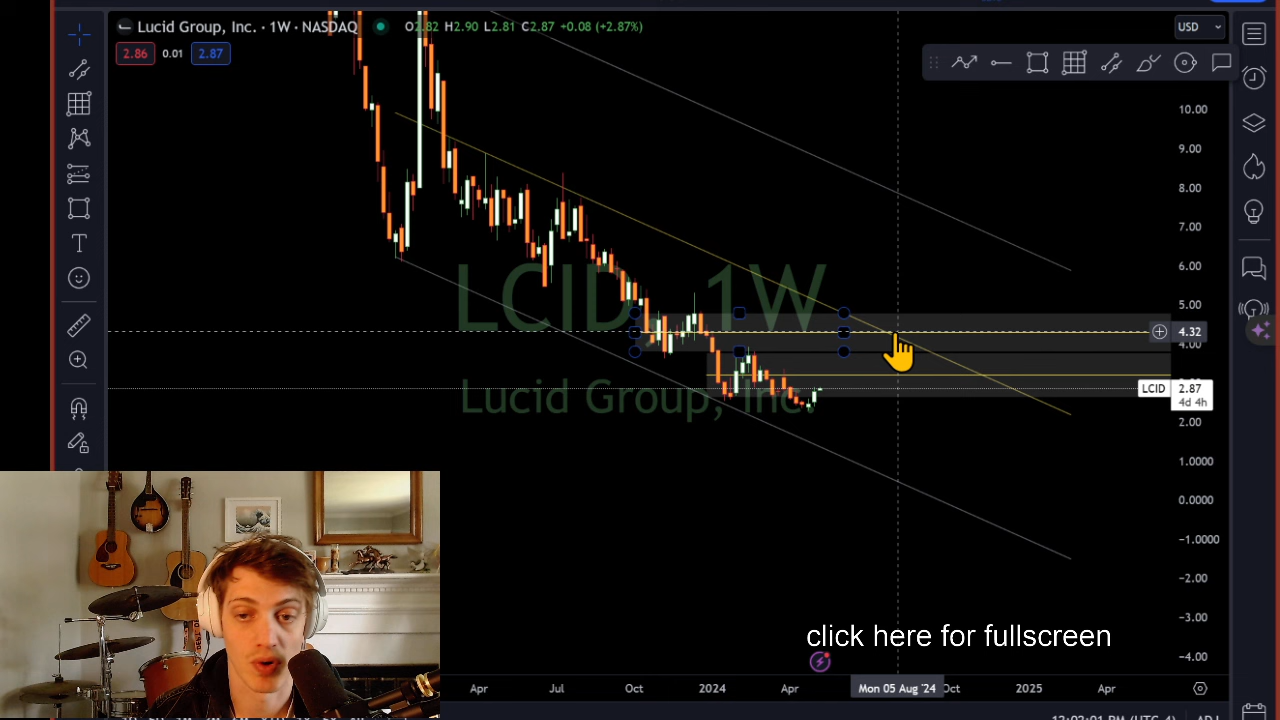 Lucid Group, Inc. · 1W · NASDAQ
O2.82 H2.90 L2.81 C2.87 +0.08 (+2.87%)
USD
2.86 0.01 2.87
10.00
9.00
8.00
7.00
6.00
LCID, 1W
5.00
4.32
4.00
Lucid Group, Inc.
LCID 2.87
4d 4h
2.00
1.0000
0.0000
−1.0000
−2.00
−3.00
click here for fullscreen
−4.00
Apr Jul Oct 2024 Apr Mon 05 Aug '24 Oct 2025 Apr